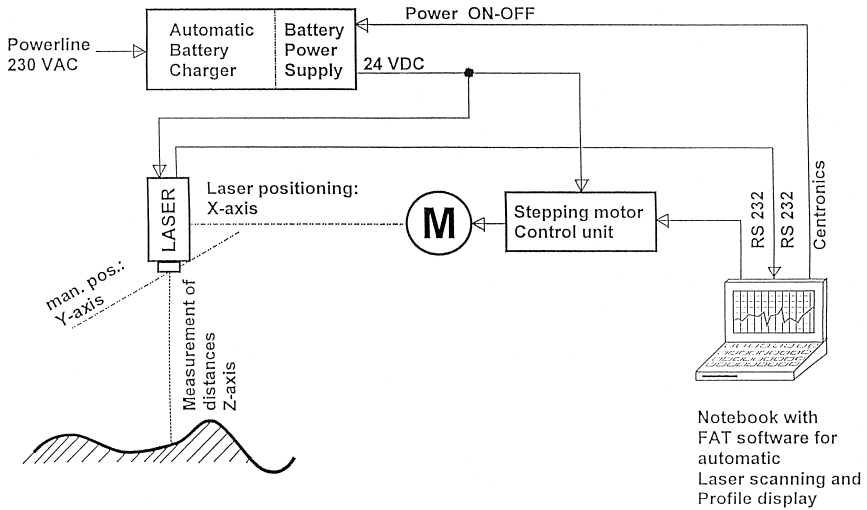 Power ON-OFF
Powerline
230 VAC
Automatic
Battery
Charger
Battery
Power
Supply
24 VDC
LASER
Laser positioning:
X-axis
M
Stepping motor
Control unit
RS 232
RS 232
Centronics
man. pos.:
Y-axis
Measurement of
distances
Z-axis
Notebook with
FAT software for
automatic
Laser scanning and
Profile display